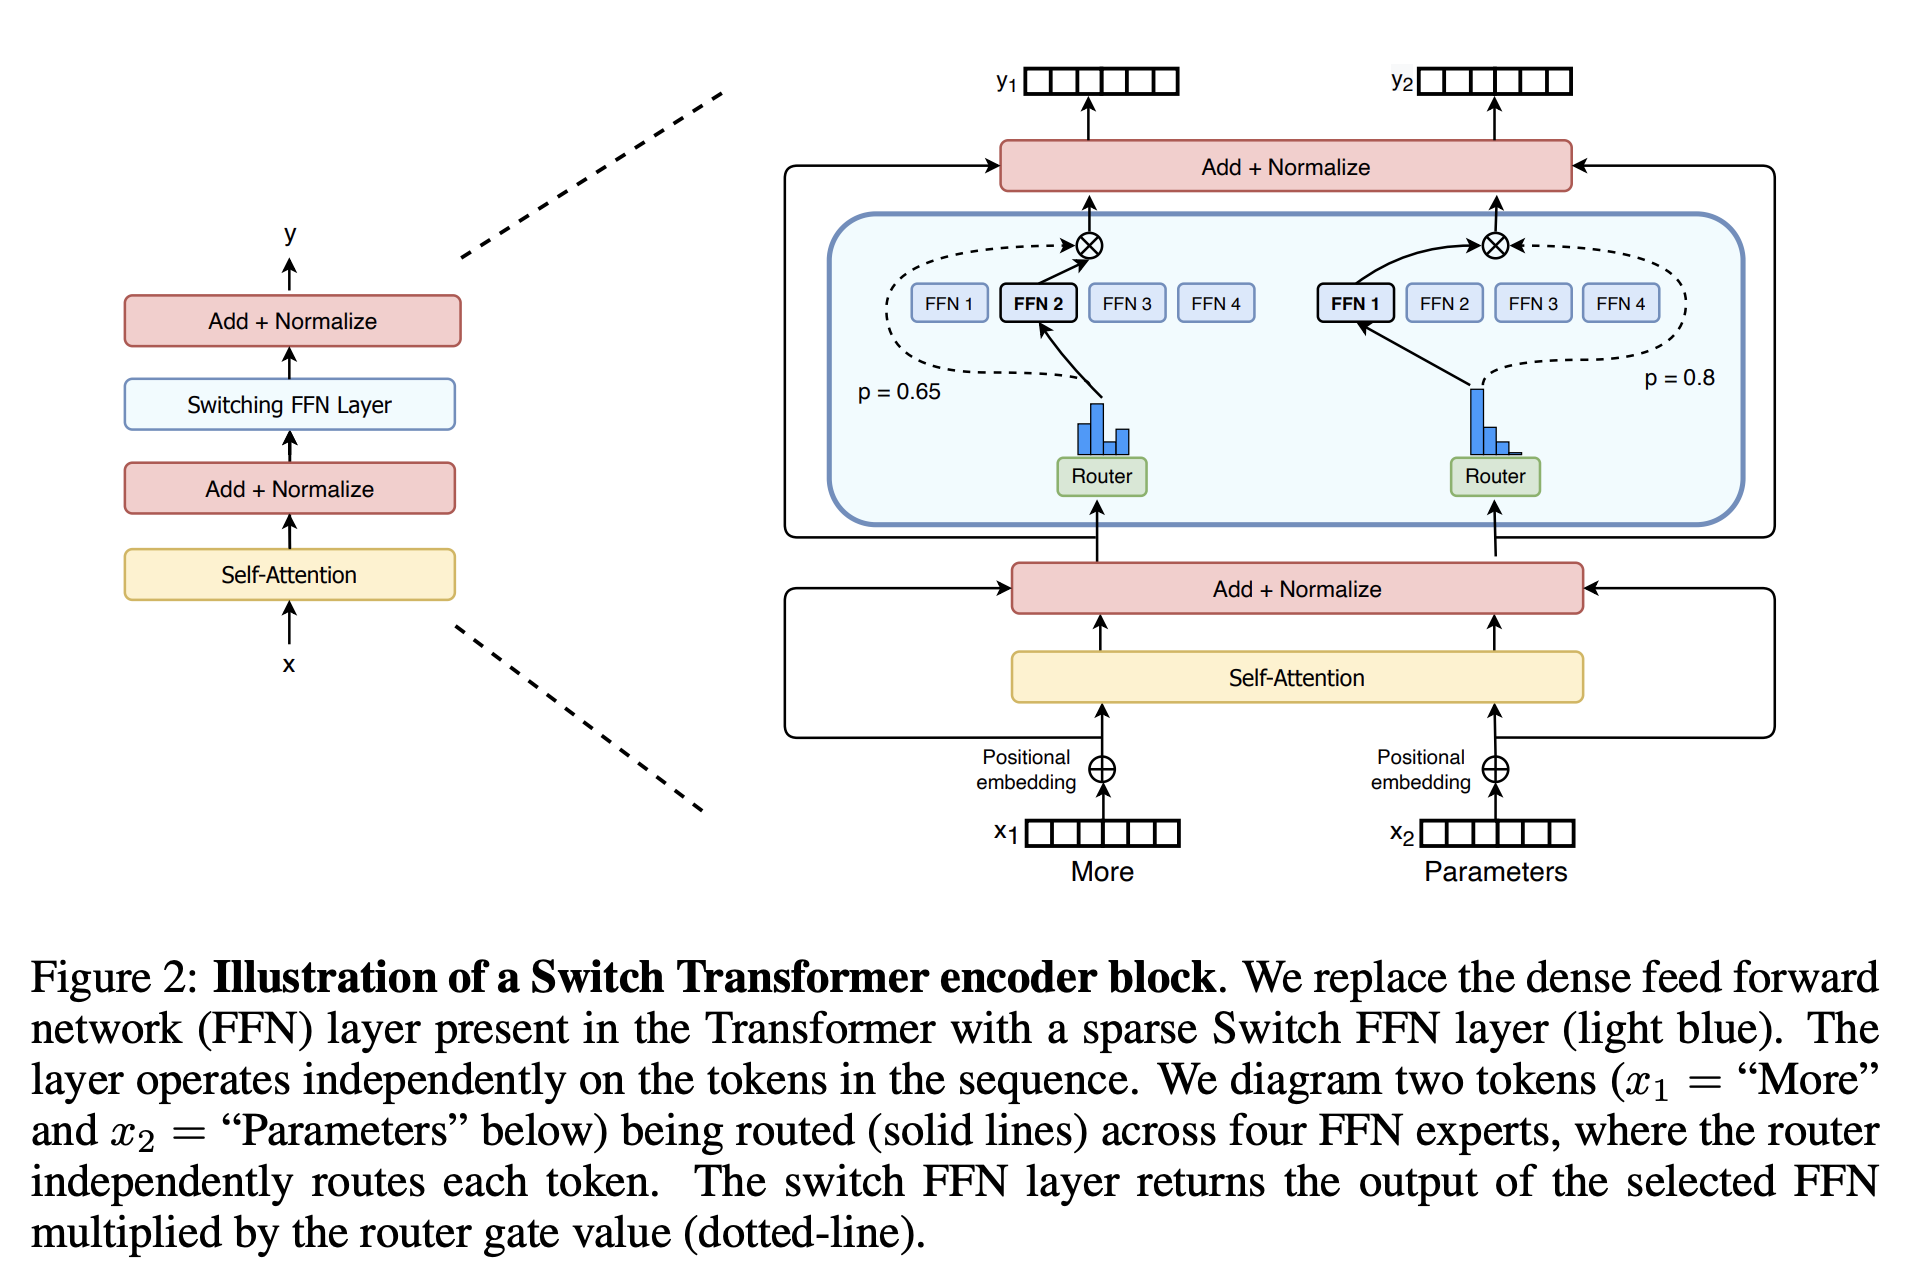 y
Add + Normalize
Switching FFN Layer
Add + Normalize
Self-Attention
x
y₁
y₂
Add + Normalize
FFN 1
FFN 2
FFN 3
FFN 4
FFN 1
FFN 2
FFN 3
FFN 4
p = 0.65
p = 0.8
Router
Router
Add + Normalize
Self-Attention
Positional
embedding
Positional
embedding
x₁
More
x₂
Parameters
Figure 2: Illustration of a Switch Transformer encoder block. We replace the dense feed forward
network (FFN) layer present in the Transformer with a sparse Switch FFN layer (light blue). The
layer operates independently on the tokens in the sequence. We diagram two tokens (x₁ = “More”
and x₂ = “Parameters” below) being routed (solid lines) across four FFN experts, where the router
independently routes each token. The switch FFN layer returns the output of the selected FFN
multiplied by the router gate value (dotted-line).